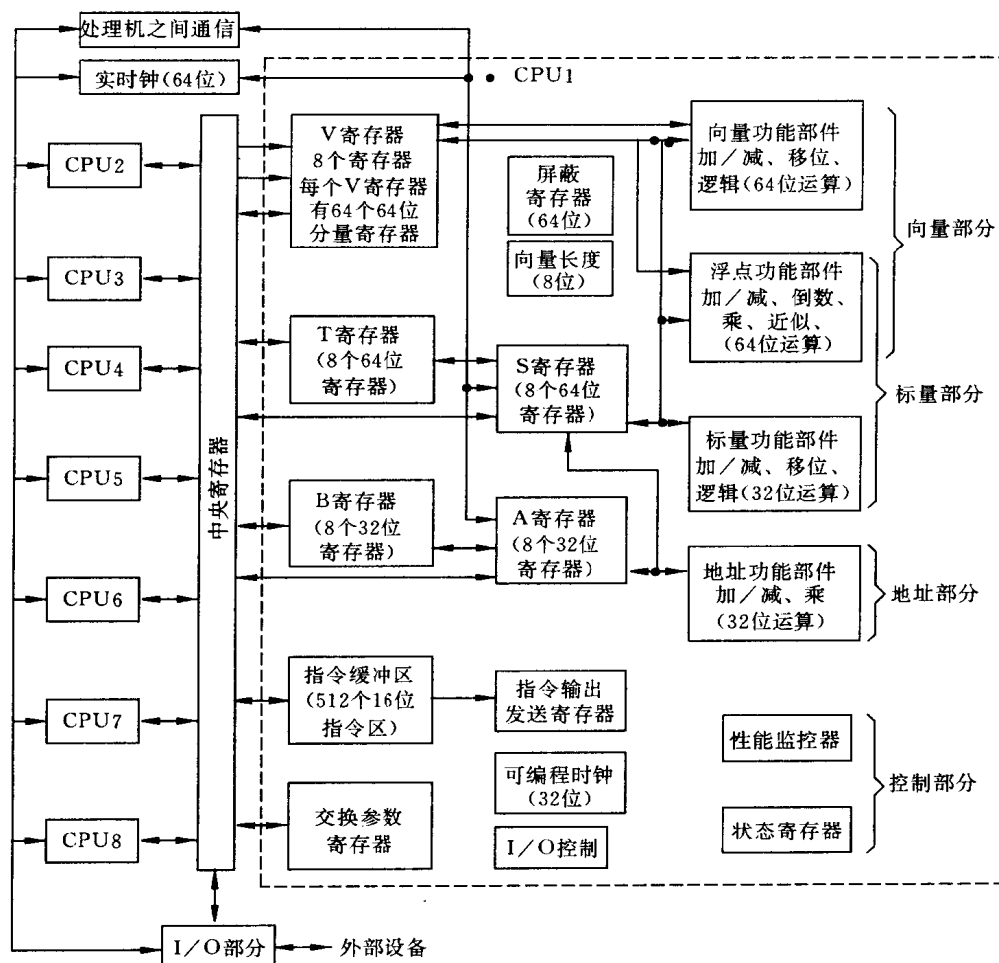 处理机之间通信
实时钟(64位)
CPU1
CPU2
CPU3
CPU4
CPU5
CPU6
CPU7
CPU8
中央寄存器
V寄存器
8个寄存器
每个V寄存器
有64个64位
分量寄存器
屏蔽
寄存器
(64位)
向量长度
(8位)
向量功能部件
加/减、移位、
逻辑(64位运算)
向量部分
浮点功能部件
加/减、倒数、
乘、近似、
(64位运算)
T寄存器
(8个64位
寄存器)
S寄存器
(8个64位
寄存器)
标量部分
标量功能部件
加/减、移位、
逻辑(32位运算)
B寄存器
(8个32位
寄存器)
A寄存器
(8个32位
寄存器)
地址功能部件
加/减、乘
(32位运算)
地址部分
指令缓冲区
(512个16位
指令区)
指令输出
发送寄存器
性能监控器
可编程时钟
(32位)
控制部分
交换参数
寄存器
I/O控制
状态寄存器
I/O部分
外部设备